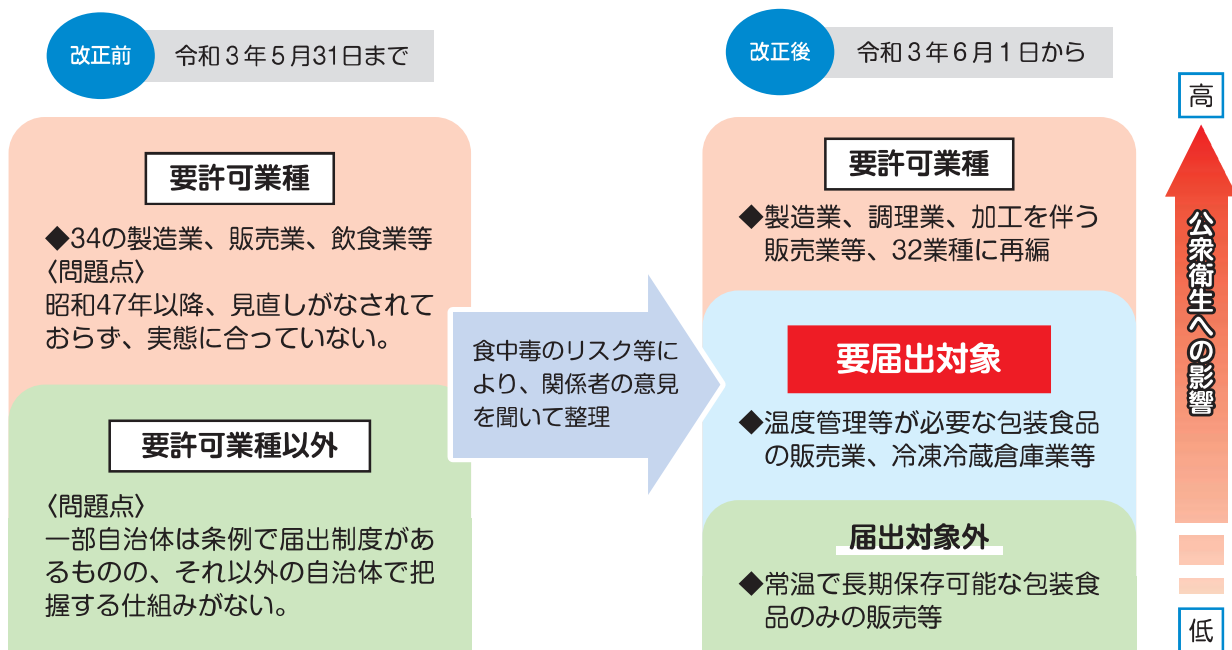 改正前
令和3年5月31日まで
要許可業種
◆34の製造業、販売業、飲食業等
〈問題点〉
昭和47年以降、見直しがなされて
おらず、実態に合っていない。
要許可業種以外
〈問題点〉
一部自治体は条例で届出制度があ
るものの、それ以外の自治体で把
握する仕組みがない。
食中毒のリスク等に
より、関係者の意見
を聞いて整理
改正後
令和3年6月1日から
要許可業種
◆製造業、調理業、加工を伴う
販売業等、32業種に再編
要届出対象
◆温度管理等が必要な包装食品
の販売業、冷凍冷蔵倉庫業等
届出対象外
◆常温で長期保存可能な包装食
品のみの販売等
高
公衆衛生への影響
低